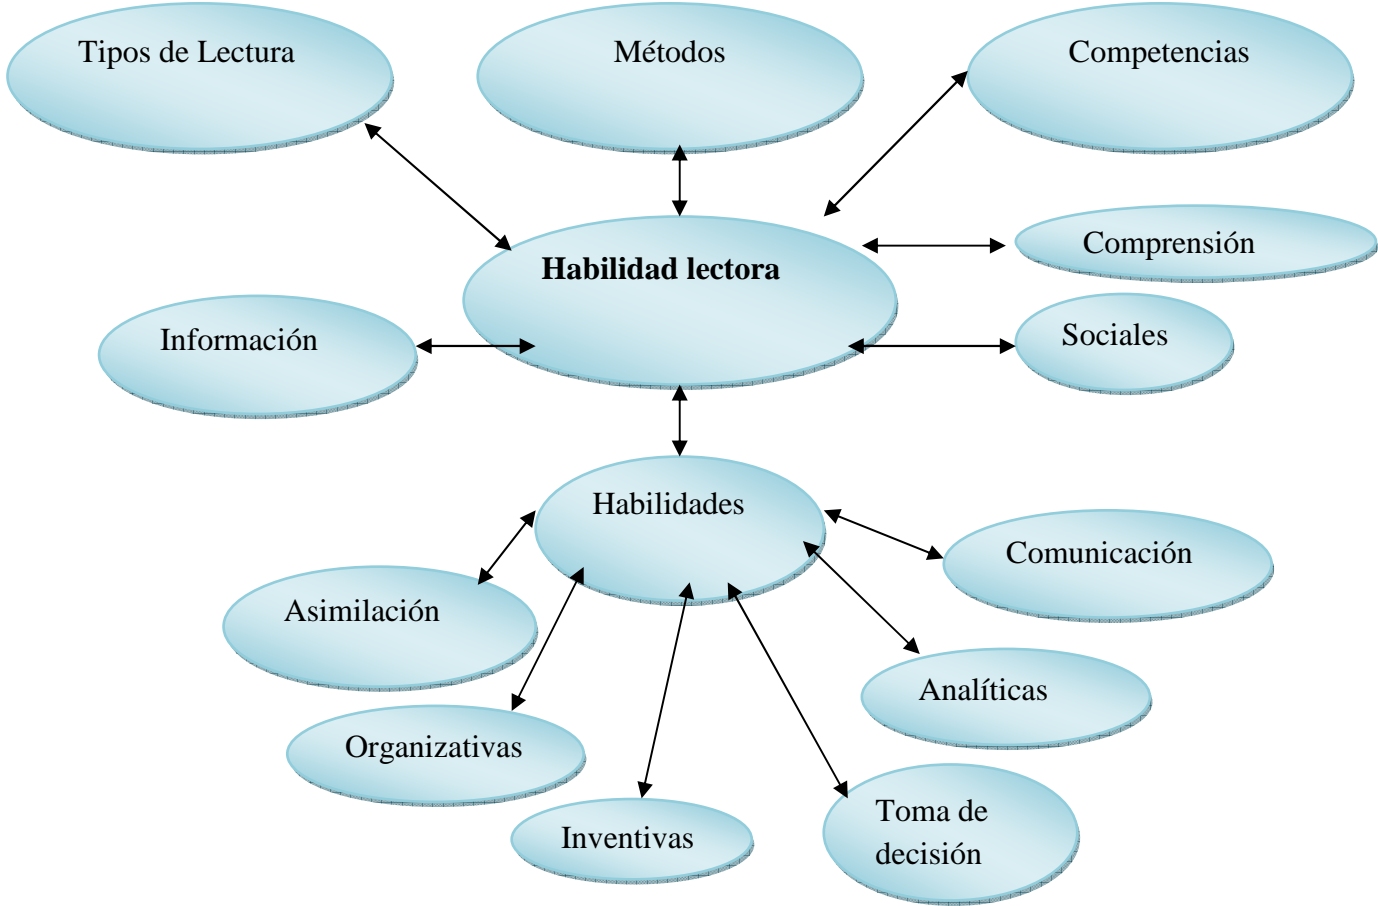 Tipos de Lectura
Métodos
Competencias
Comprensión
Habilidad lectora
Información
Sociales
Habilidades
Comunicación
Asimilación
Analíticas
Organizativas
Inventivas
Toma de
decisión